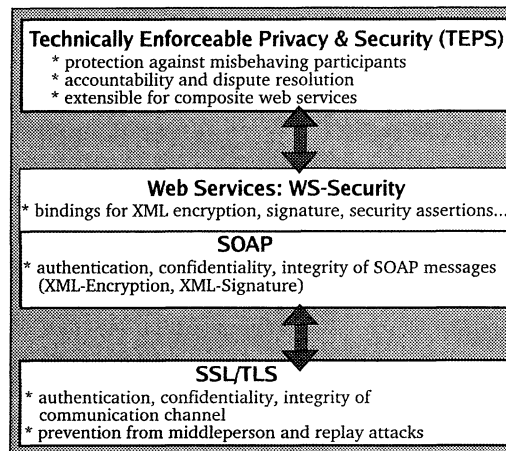 Technically Enforceable Privacy & Security (TEPS)
* protection against misbehaving participants
* accountability and dispute resolution
* extensible for composite web services
Web Services: WS-Security
* bindings for XML encryption, signature, security assertions...
SOAP
* authentication, confidentiality, integrity of SOAP messages
(XML-Encryption, XML-Signature)
SSL/TLS
* authentication, confidentiality, integrity of
communication channel
* prevention from middleperson and replay attacks